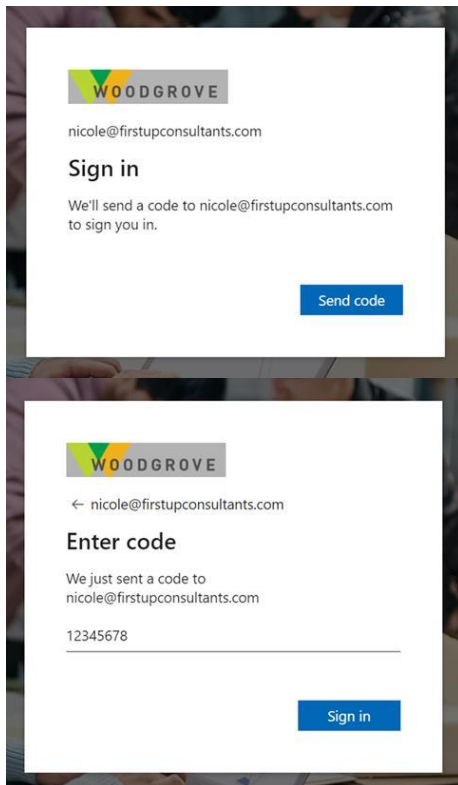 WOODGROVE
nicole@firstupconsultants.com
Sign in
We'll send a code to nicole@firstupconsultants.com
to sign you in.
Send code
WOODGROVE
← nicole@firstupconsultants.com
Enter code
We just sent a code to
nicole@firstupconsultants.com
12345678
Sign in